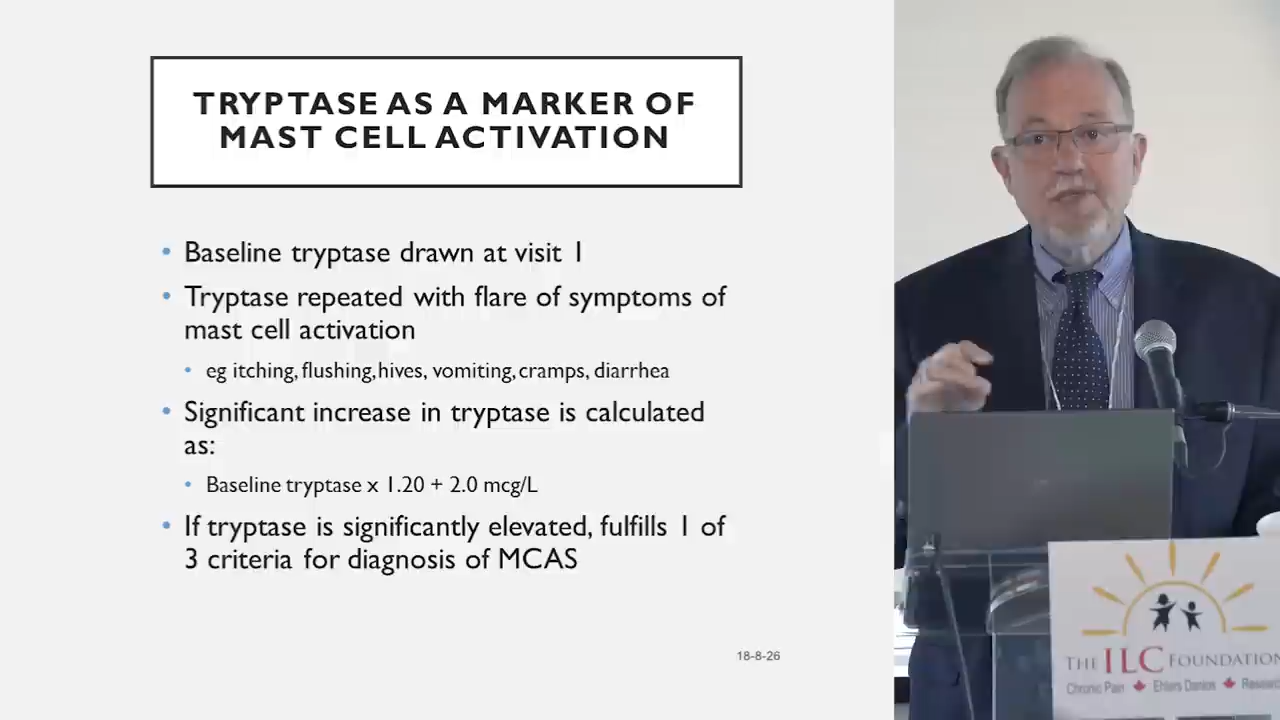 TRYPTASE AS A MARKER OF
MAST CELL ACTIVATION
• Baseline tryptase drawn at visit 1
• Tryptase repeated with flare of symptoms of
mast cell activation
• eg itching, flushing,hives, vomiting, cramps, diarrhea
• Significant increase in tryptase is calculated
as:
• Baseline tryptase x 1.20 + 2.0 mcg/L
• If tryptase is significantly elevated, fulfills 1 of
3 criteria for diagnosis of MCAS
18-8-26
THE ILC FOUNDATION
Chronic Pain Ehlers Danlos